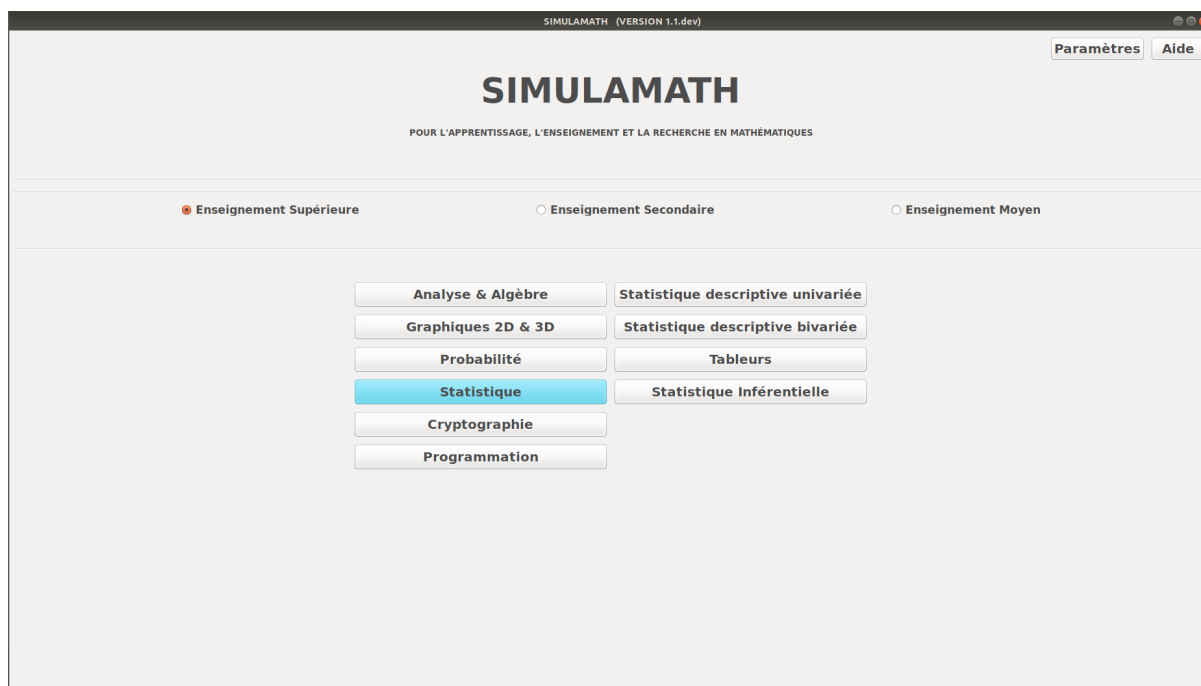 SIMULAMATH (VERSION 1.1.dev)
Paramètres Aide
SIMULAMATH
POUR L'APPRENTISSAGE, L'ENSEIGNEMENT ET LA RECHERCHE EN MATHÉMATIQUES
Enseignement Supérieure Enseignement Secondaire Enseignement Moyen
Analyse & Algèbre Statistique descriptive univariée
Graphiques 2D & 3D Statistique descriptive bivariée
Probabilité Tableurs
Statistique Statistique Inférentielle
Cryptographie
Programmation